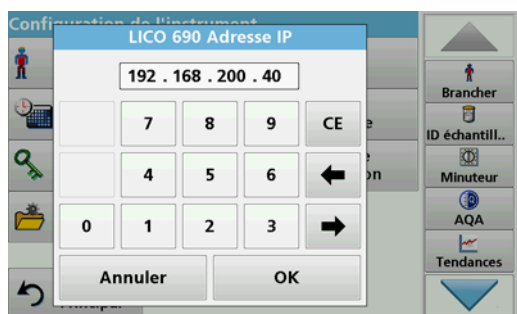 Configuration de l'instrument
LICO 690 Adresse IP
192 . 168 . 200 . 40
7 8 9 CE
4 5 6
0 1 2 3
Annuler OK
Brancher
ID échantill..
Minuteur
AQA
Tendances